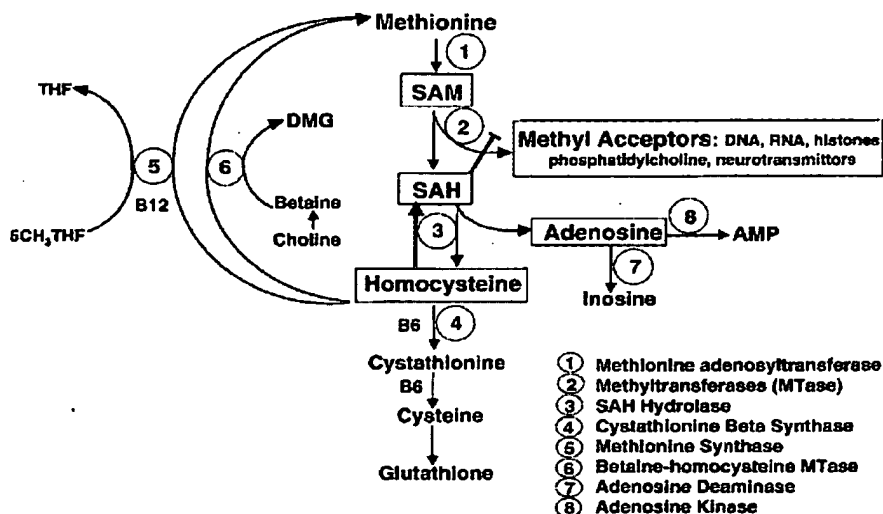 Methionine
1
THF
SAM
DMG
2
Methyl Acceptors: DNA, RNA, histones
phosphatidylcholine, neurotransmittors
5
6
B12
SAH
Betaine
8
5CH₃THF
Choline
3
Adenosine
AMP
7
Homocysteine
Inosine
B6
4
Cystathionine
B6
Cysteine
Glutathione
1 Methionine adenosyltransferase
2 Methyltransferases (MTase)
3 SAH Hydrolase
4 Cystathionine Beta Synthase
5 Methionine Synthase
6 Betaine-homocysteine MTase
7 Adenosine Deaminase
8 Adenosine Kinase